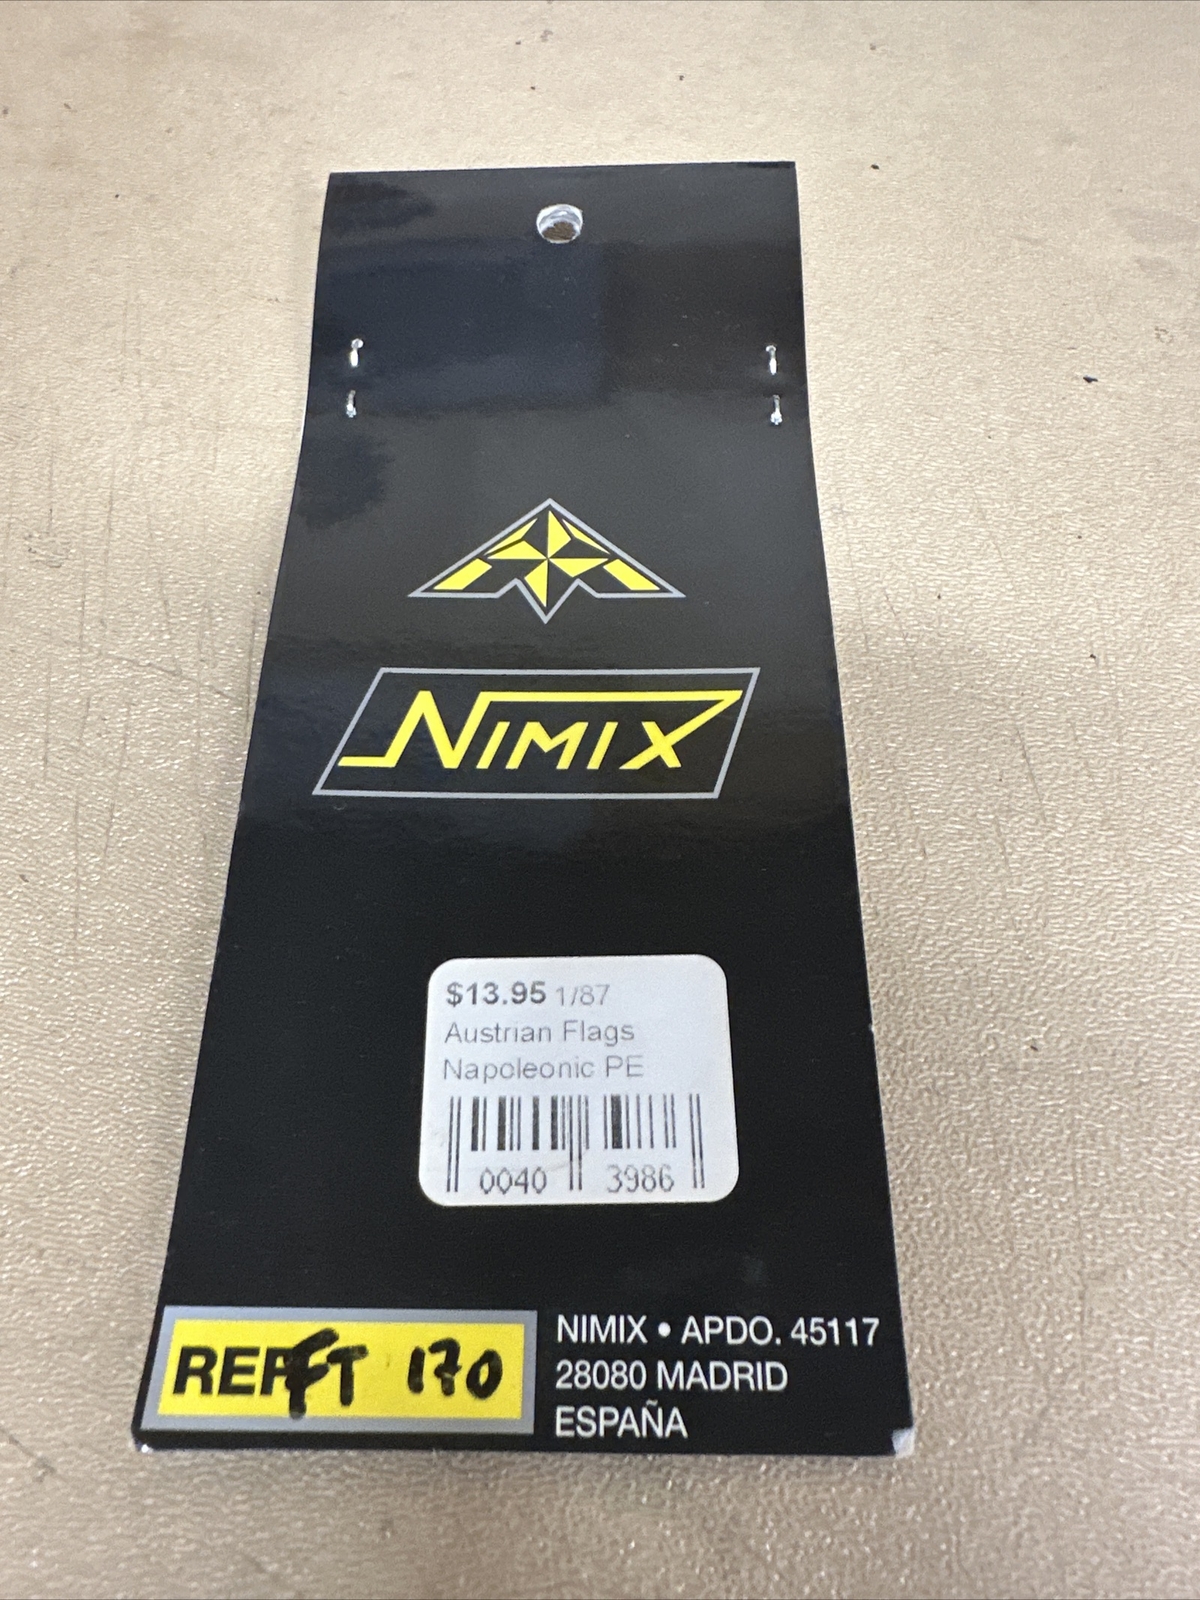 NIMIX
$13.95 1/87
Austrian Flags
Napoleonic PE
0040 3986
REF FT 170
NIMIX • APDO. 45117
28080 MADRID
ESPAÑA